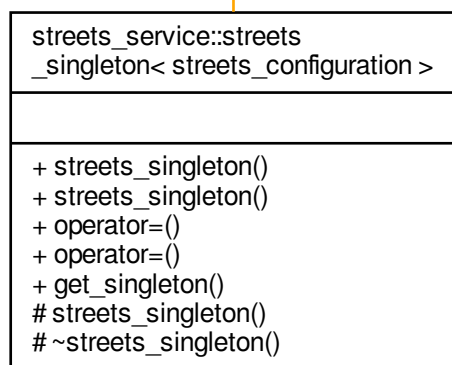 streets_service::streets
_singleton< streets_configuration >
+ streets_singleton()
+ streets_singleton()
+ operator=()
+ operator=()
+ get_singleton()
# streets_singleton()
# ~streets_singleton()